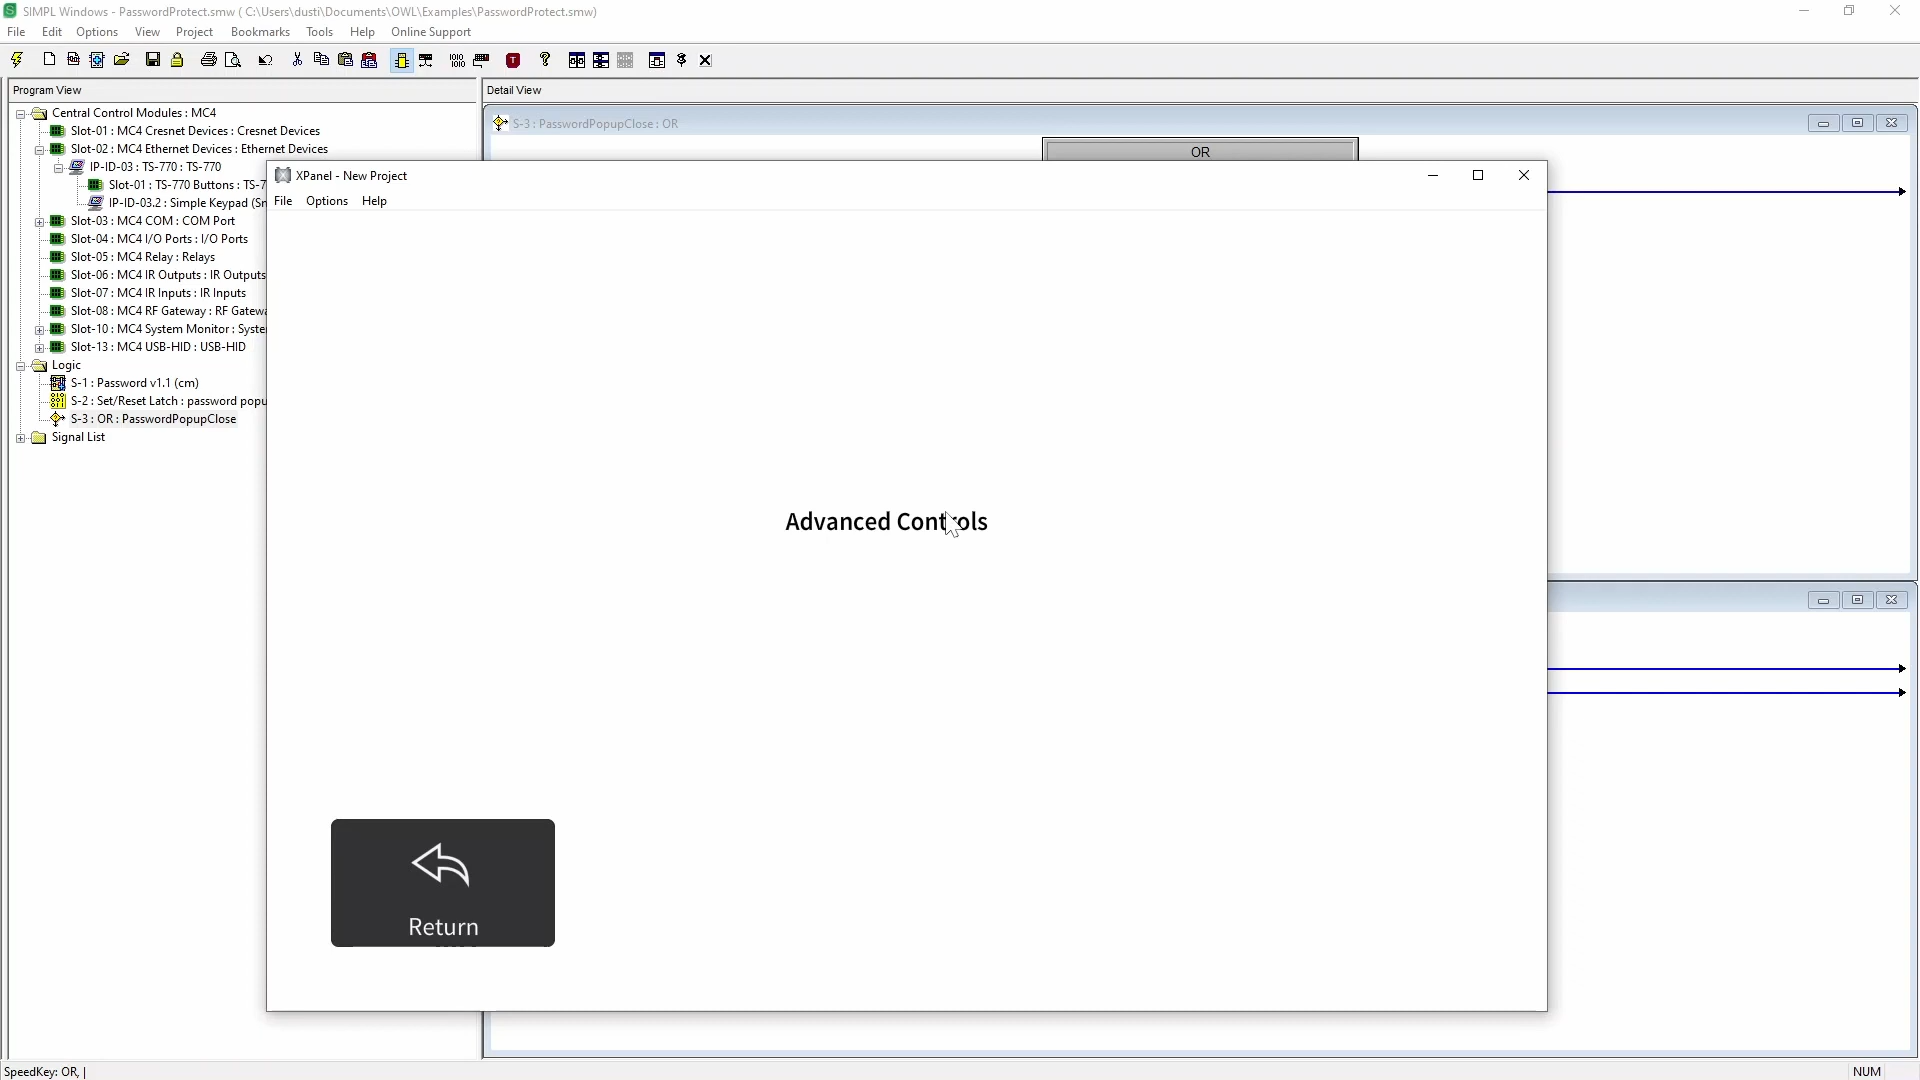 SIMPL Windows - PasswordProtect.smw ( C:\Users\dusti\Documents\OWL\Examples\PasswordProtect.smw)
File Edit Options View Project Bookmarks Tools Help Online Support
Program View
Detail View
Central Control Modules : MC4
Slot-01 : MC4 Cresnet Devices : Cresnet Devices
Slot-02 : MC4 Ethernet Devices : Ethernet Devices
IP-ID-03 : TS-770 : TS-770
Slot-01 : TS-770 Buttons : TS-7
IP-ID-03.2 : Simple Keypad (Sm
Slot-03 : MC4 COM : COM Port
Slot-04 : MC4 I/O Ports : I/O Ports
Slot-05 : MC4 Relay : Relays
Slot-06 : MC4 IR Outputs : IR Outputs
Slot-07 : MC4 IR Inputs : IR Inputs
Slot-08 : MC4 RF Gateway : RF Gatewa
Slot-10 : MC4 System Monitor : Syste
Slot-13 : MC4 USB-HID : USB-HID
Logic
S-1 : Password v1.1 (cm)
S-2 : Set/Reset Latch : password popu
S-3 : OR : PasswordPopupClose
Signal List
S-3 : PasswordPopupClose : OR
OR
XPanel - New Project
File Options Help
Advanced Controls
Return
SpeedKey: OR,
NUM